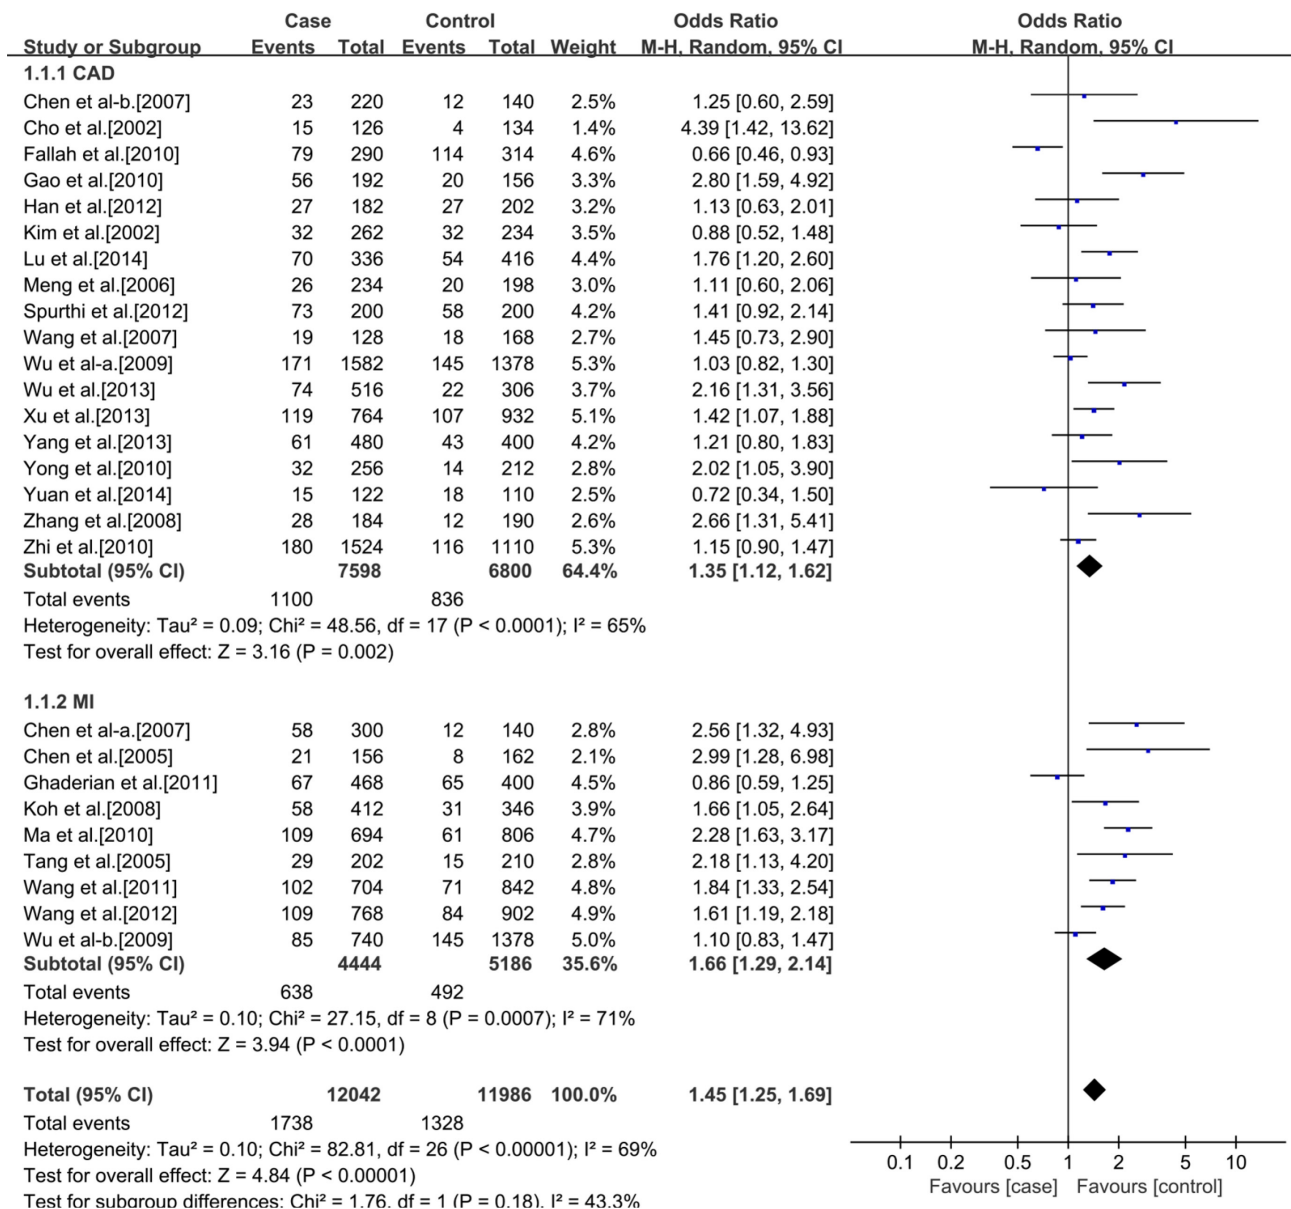 Case Control Odds Ratio Odds Ratio
Study or Subgroup Events Total Events Total Weight M-H, Random, 95% CI M-H, Random, 95% CI
1.1.1 CAD
Chen et al-b.[2007] 23 220 12 140 2.5% 1.25 [0.60, 2.59]
Cho et al.[2002] 15 126 4 134 1.4% 4.39 [1.42, 13.62]
Fallah et al.[2010] 79 290 114 314 4.6% 0.66 [0.46, 0.93]
Gao et al.[2010] 56 192 20 156 3.3% 2.80 [1.59, 4.92]
Han et al.[2012] 27 182 27 202 3.2% 1.13 [0.63, 2.01]
Kim et al.[2002] 32 262 32 234 3.5% 0.88 [0.52, 1.48]
Lu et al.[2014] 70 336 54 416 4.4% 1.76 [1.20, 2.60]
Meng et al.[2006] 26 234 20 198 3.0% 1.11 [0.60, 2.06]
Spurthi et al.[2012] 73 200 58 200 4.2% 1.41 [0.92, 2.14]
Wang et al.[2007] 19 128 18 168 2.7% 1.45 [0.73, 2.90]
Wu et al-a.[2009] 171 1582 145 1378 5.3% 1.03 [0.82, 1.30]
Wu et al.[2013] 74 516 22 306 3.7% 2.16 [1.31, 3.56]
Xu et al.[2013] 119 764 107 932 5.1% 1.42 [1.07, 1.88]
Yang et al.[2013] 61 480 43 400 4.2% 1.21 [0.80, 1.83]
Yong et al.[2010] 32 256 14 212 2.8% 2.02 [1.05, 3.90]
Yuan et al.[2014] 15 122 18 110 2.5% 0.72 [0.34, 1.50]
Zhang et al.[2008] 28 184 12 190 2.6% 2.66 [1.31, 5.41]
Zhi et al.[2010] 180 1524 116 1110 5.3% 1.15 [0.90, 1.47]
Subtotal (95% CI) 7598 6800 64.4% 1.35 [1.12, 1.62]
Total events 1100 836
Heterogeneity: Tau² = 0.09; Chi² = 48.56, df = 17 (P < 0.0001); I² = 65%
Test for overall effect: Z = 3.16 (P = 0.002)
1.1.2 MI
Chen et al-a.[2007] 58 300 12 140 2.8% 2.56 [1.32, 4.93]
Chen et al.[2005] 21 156 8 162 2.1% 2.99 [1.28, 6.98]
Ghaderian et al.[2011] 67 468 65 400 4.5% 0.86 [0.59, 1.25]
Koh et al.[2008] 58 412 31 346 3.9% 1.66 [1.05, 2.64]
Ma et al.[2010] 109 694 61 806 4.7% 2.28 [1.63, 3.17]
Tang et al.[2005] 29 202 15 210 2.8% 2.18 [1.13, 4.20]
Wang et al.[2011] 102 704 71 842 4.8% 1.84 [1.33, 2.54]
Wang et al.[2012] 109 768 84 902 4.9% 1.61 [1.19, 2.18]
Wu et al-b.[2009] 85 740 145 1378 5.0% 1.10 [0.83, 1.47]
Subtotal (95% CI) 4444 5186 35.6% 1.66 [1.29, 2.14]
Total events 638 492
Heterogeneity: Tau² = 0.10; Chi² = 27.15, df = 8 (P = 0.0007); I² = 71%
Test for overall effect: Z = 3.94 (P < 0.0001)
Total (95% CI) 12042 11986 100.0% 1.45 [1.25, 1.69]
Total events 1738 1328
Heterogeneity: Tau² = 0.10; Chi² = 82.81, df = 26 (P < 0.00001); I² = 69%
Test for overall effect: Z = 4.84 (P < 0.00001)
Test for subgroup differences: Chi² = 1.76, df = 1 (P = 0.18), I² = 43.3%
0.1 0.2 0.5 1 2 5 10
Favours [case] Favours [control]